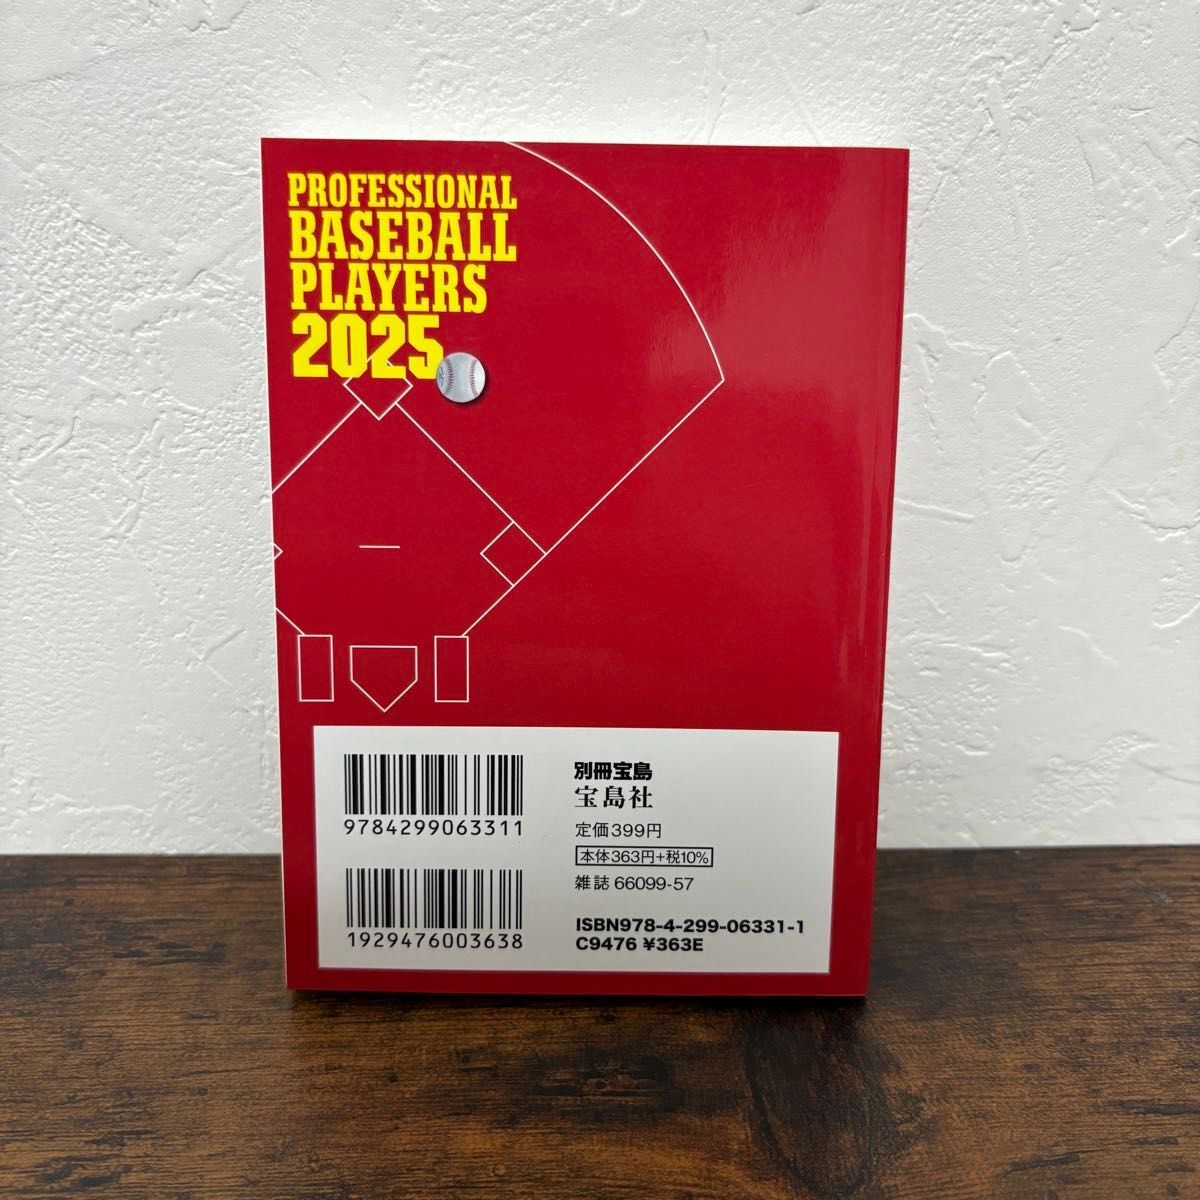 PROFESSIONAL
BASEBALL
PLAYERS
2025
9784299063311
1929476003638
別冊宝島
宝島社
定価399円
本体363円+税10%
雑誌 66099-57
ISBN978-4-299-06331-1
C9476 ¥363E